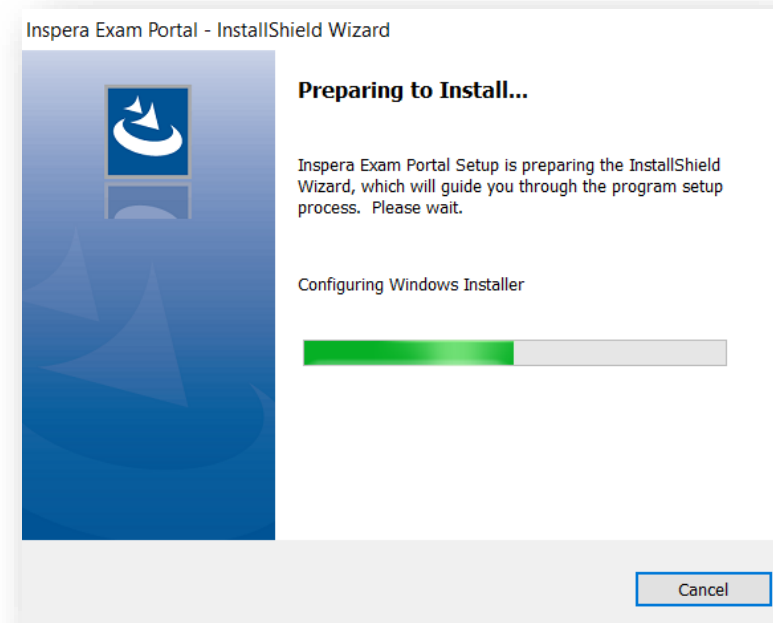 Inspera Exam Portal - InstallShield Wizard
Preparing to Install...
Inspera Exam Portal Setup is preparing the InstallShield
Wizard, which will guide you through the program setup
process.  Please wait.
Configuring Windows Installer
Cancel